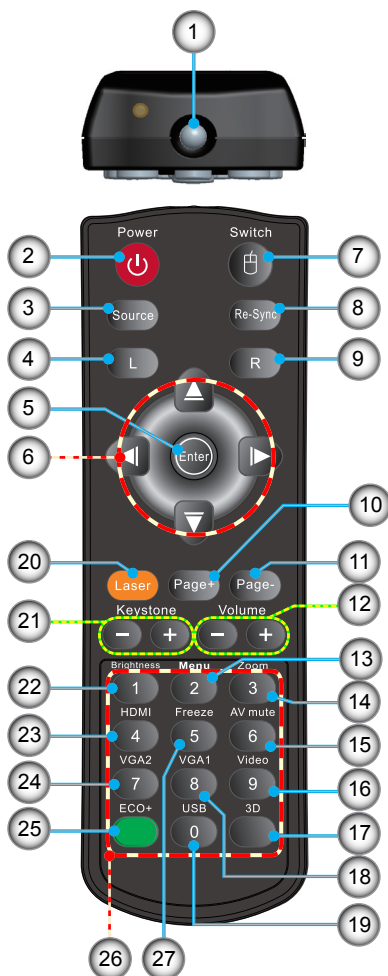 1
Power Switch
2 7
3 Source Re-Sync 8
4 L R 9
5 Enter
6
10
20 Laser Page+ Page- 11
21 Keystone Volume 12
− + − +
13
Brightness Menu Zoom
22 1 2 3 14
HDMI Freeze AV mute
23 4 5 6 15
VGA2 VGA1 Video
24 7 8 9 16
ECO+ USB 3D
25 0 17
18
19
26 27